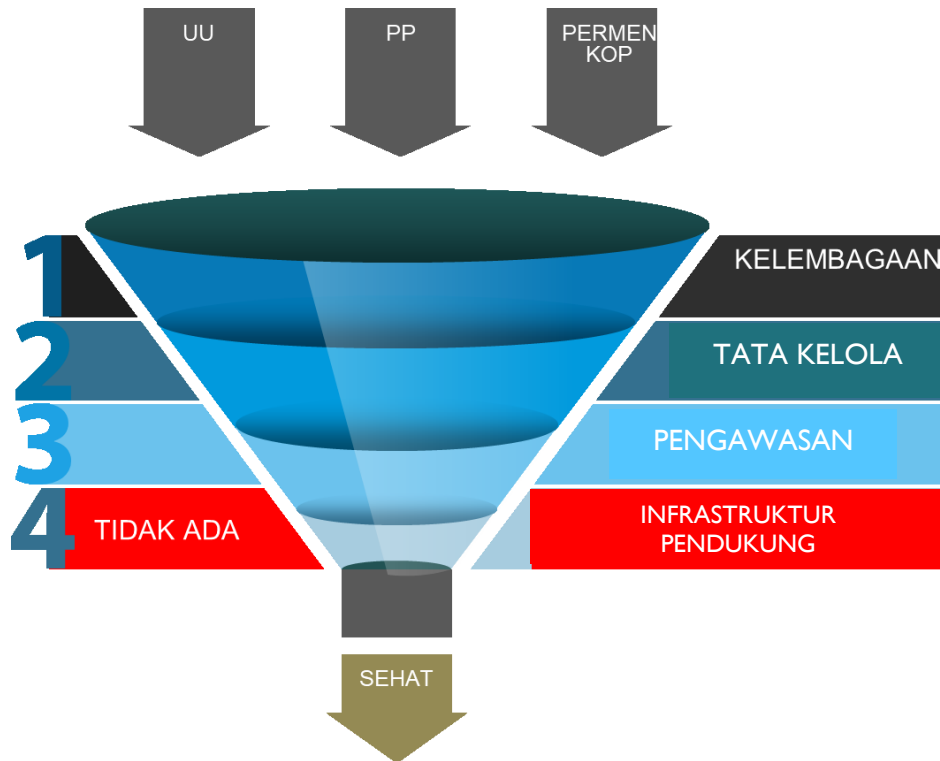 UU
PP
PERMEN
KOP
1
KELEMBAGAAN
2
TATA KELOLA
3
PENGAWASAN
4
TIDAK ADA
INFRASTRUKTUR
PENDUKUNG
SEHAT